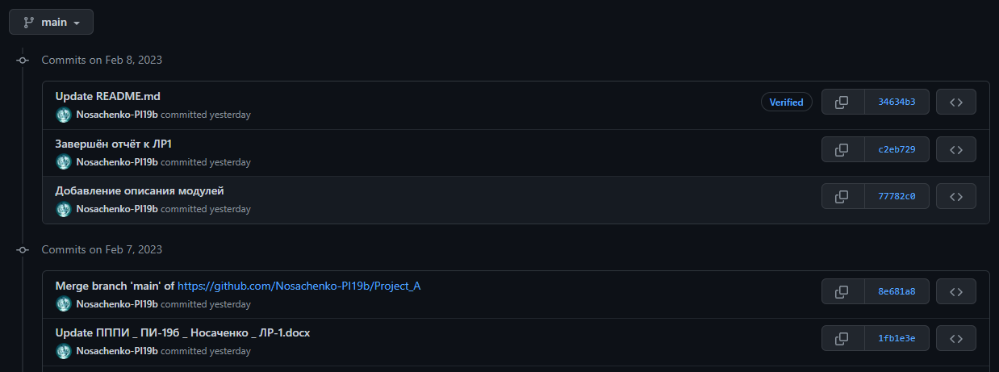 main
Commits on Feb 8, 2023
Update README.md
Nosachenko-PI19b committed yesterday
Verified
34634b3
Завершён отчёт к ЛР1
Nosachenko-PI19b committed yesterday
c2eb729
Добавление описания модулей
Nosachenko-PI19b committed yesterday
77782c0
Commits on Feb 7, 2023
Merge branch 'main' of https://github.com/Nosachenko-PI19b/Project_A
Nosachenko-PI19b committed yesterday
8e681a8
Update ПППИ _ ПИ-19б _ Носаченко _ ЛР-1.docx
Nosachenko-PI19b committed yesterday
1fb1e3e